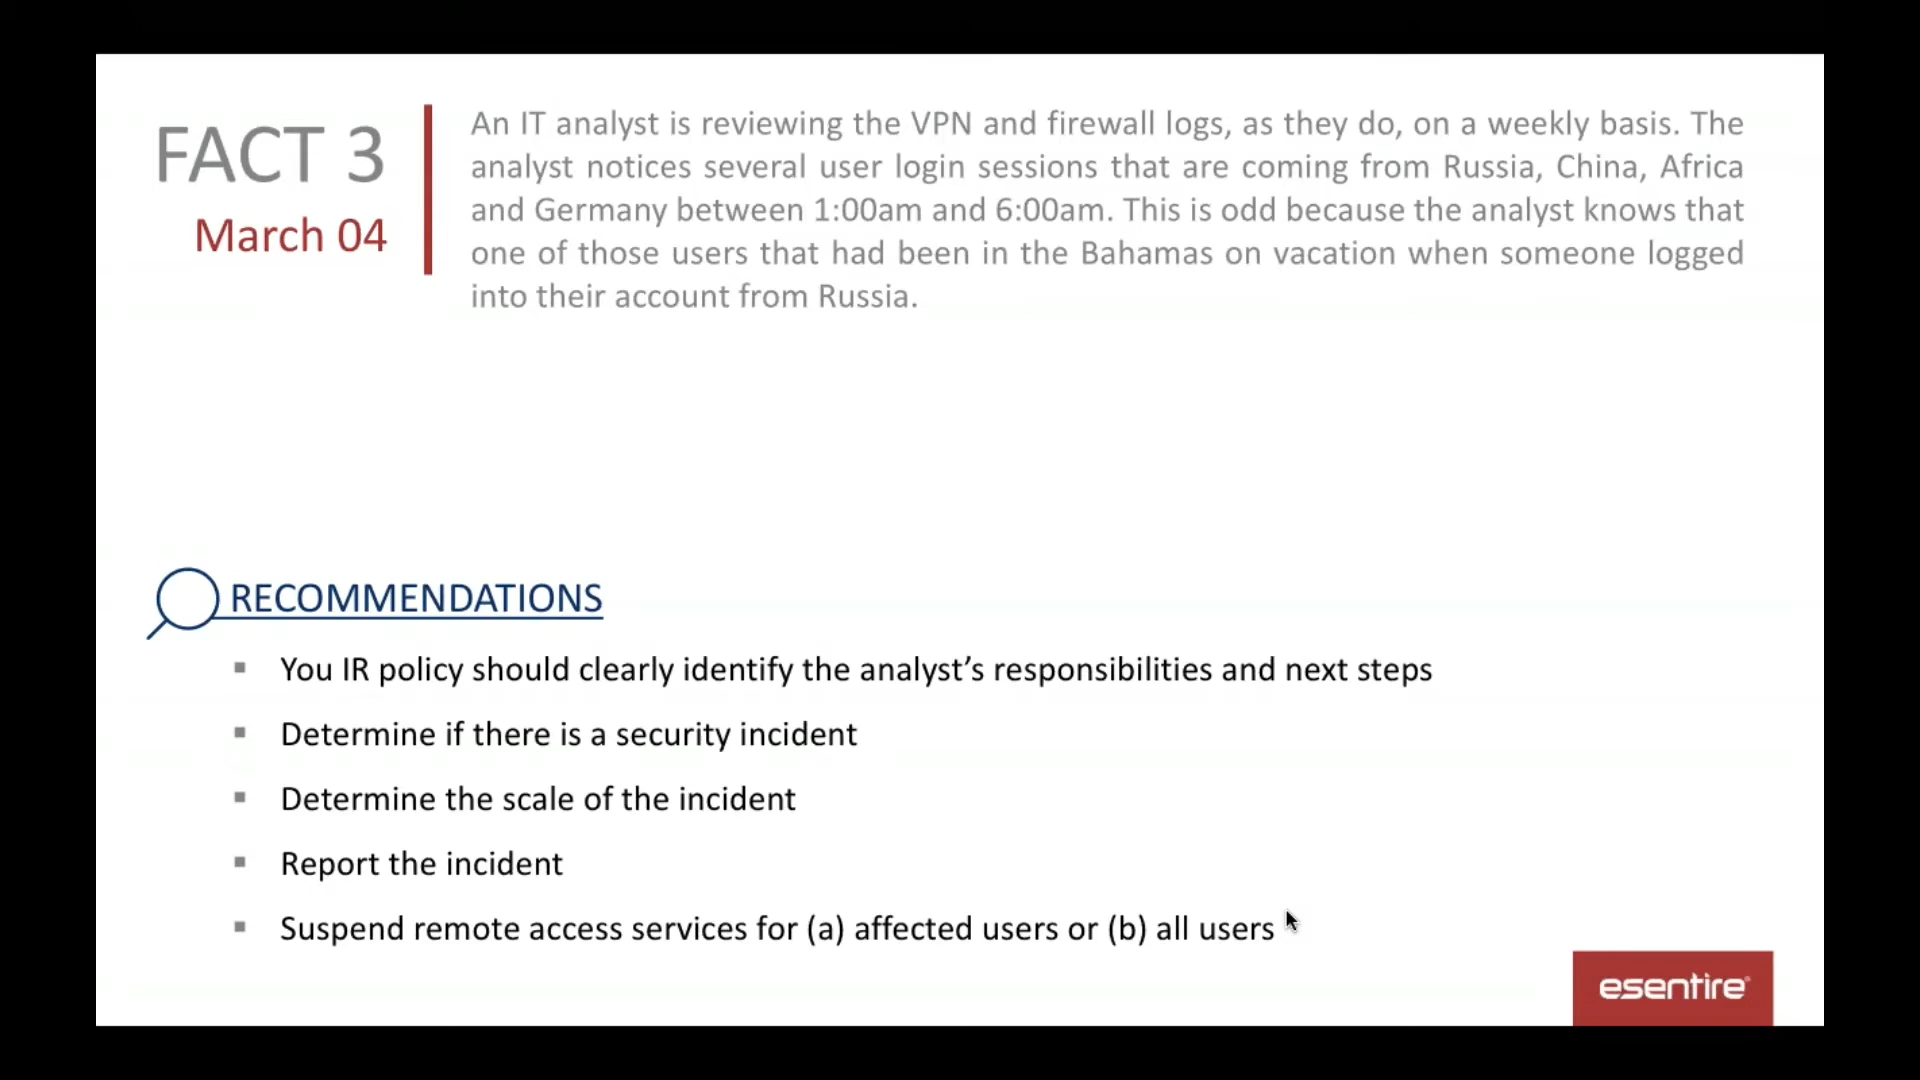 FACT 3
March 04
An IT analyst is reviewing the VPN and firewall logs, as they do, on a weekly basis. The
analyst notices several user login sessions that are coming from Russia, China, Africa
and Germany between 1:00am and 6:00am. This is odd because the analyst knows that
one of those users that had been in the Bahamas on vacation when someone logged
into their account from Russia.
RECOMMENDATIONS
▪ You IR policy should clearly identify the analyst’s responsibilities and next steps
▪ Determine if there is a security incident
▪ Determine the scale of the incident
▪ Report the incident
▪ Suspend remote access services for (a) affected users or (b) all users
esentire